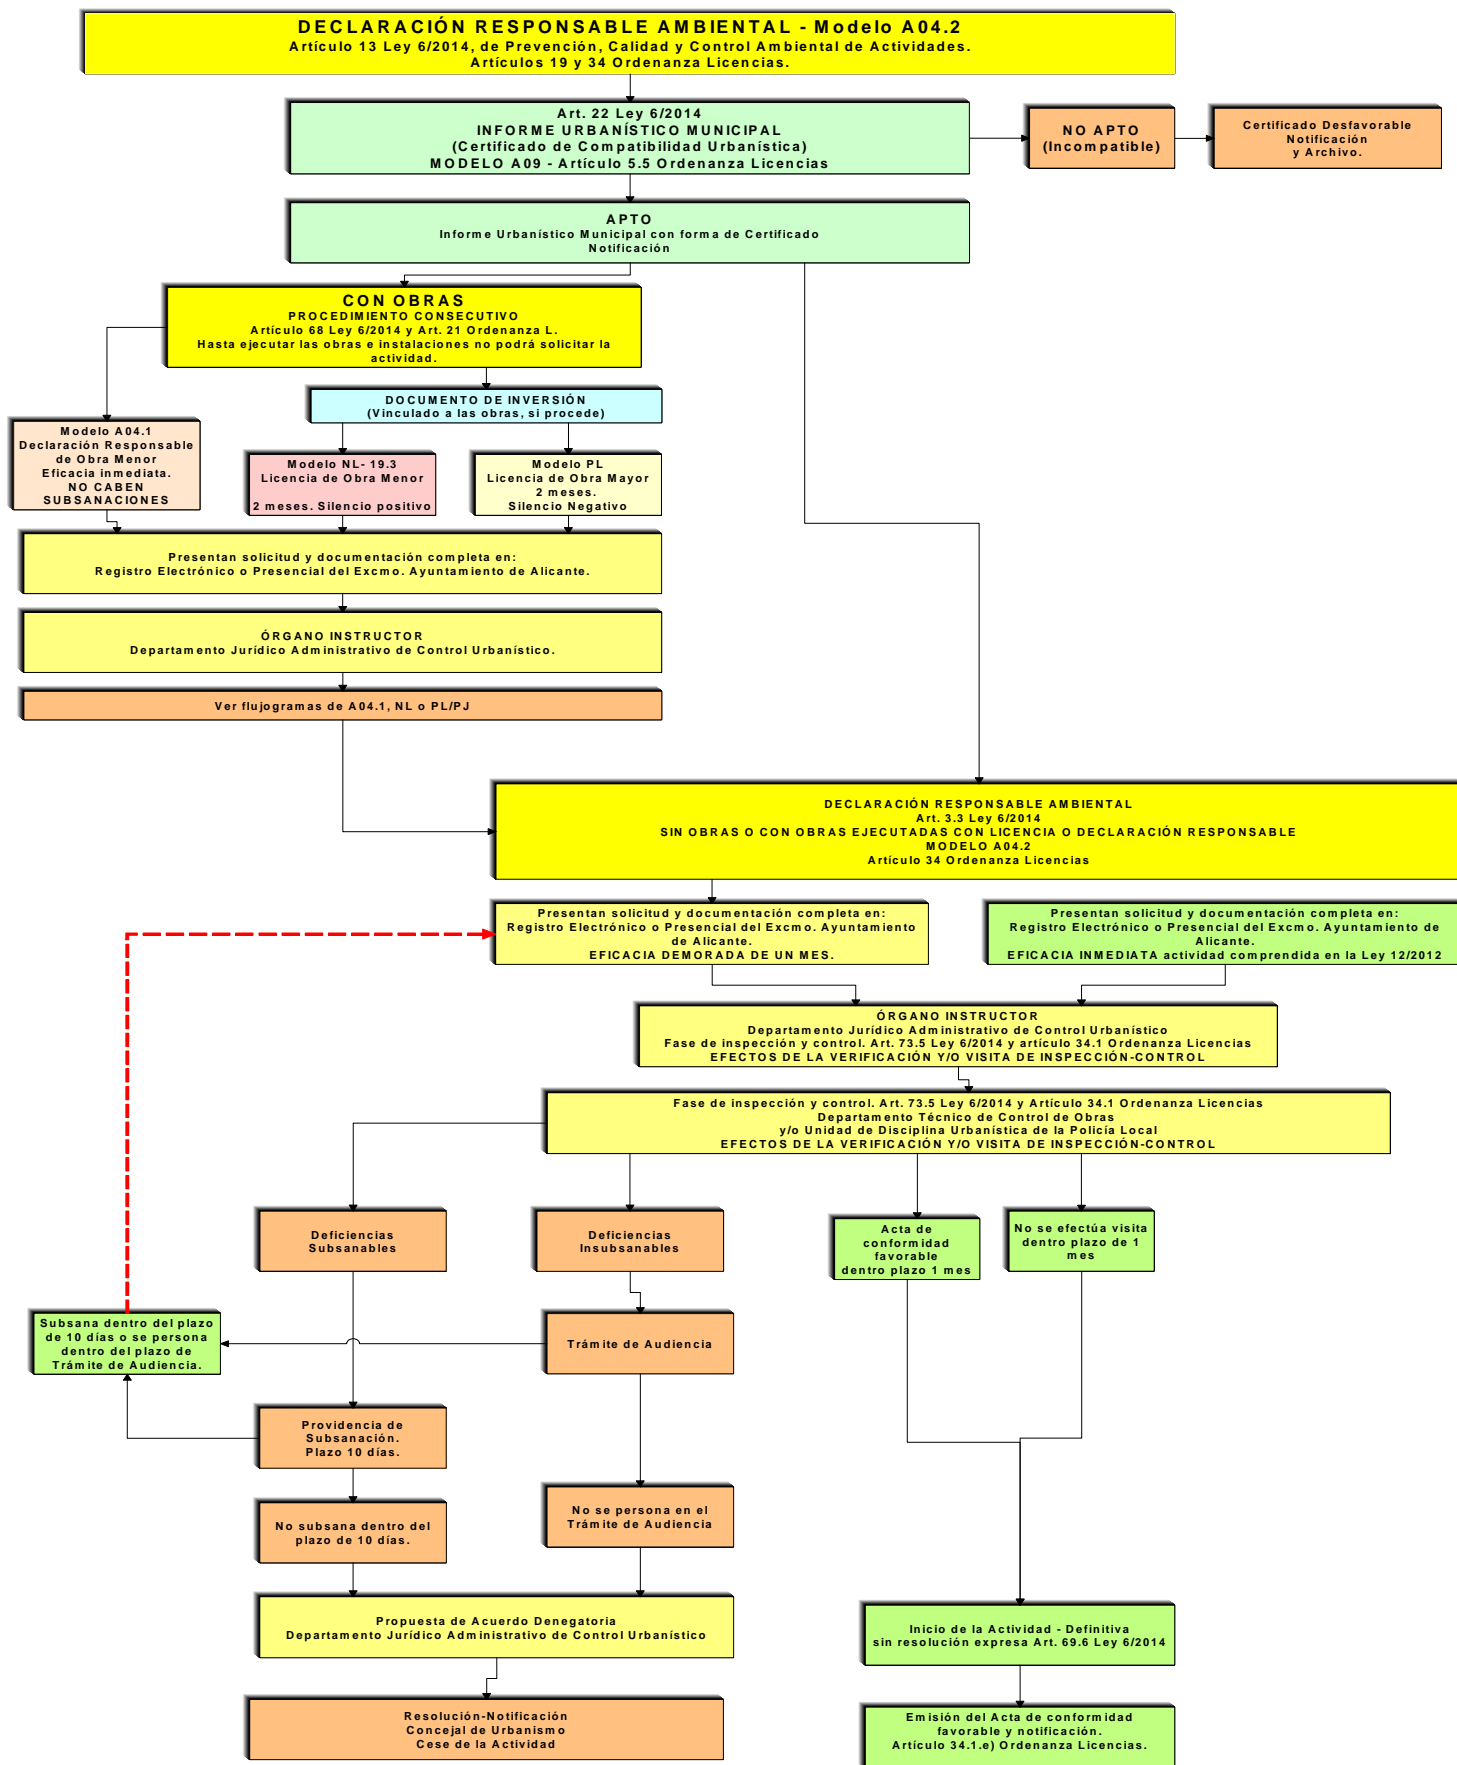 DECLARACIÓN RESPONSABLE AMBIENTAL - Modelo A04.2
Artículo 13 Ley 6/2014, de Prevención, Calidad y Control Ambiental de Actividades.
Artículos 19 y 34 Ordenanza Licencias.
Art. 22 Ley 6/2014
INFORME URBANÍSTICO MUNICIPAL
(Certificado de Compatibilidad Urbanística)
MODELO A09 - Artículo 5.5 Ordenanza Licencias
NO APTO
(Incompatible)
Certificado Desfavorable
Notificación
y Archivo.
APTO
Informe Urbanístico Municipal con forma de Certificado
Notificación
CON OBRAS
PROCEDIMIENTO CONSECUTIVO
Artículo 68 Ley 6/2014 y Art. 21 Ordenanza L.
Hasta ejecutar las obras e instalaciones no podrá solicitar la
actividad.
DOCUMENTO DE INVERSIÓN
(Vinculado a las obras, si procede)
Modelo A04.1
Declaración Responsable
de Obra Menor
Eficacia inmediata.
NO CABEN
SUBSANACIONES
Modelo NL- 19.3
Licencia de Obra Menor
2 meses. Silencio positivo
Modelo PL
Licencia de Obra Mayor
2 meses.
Silencio Negativo
Presentan solicitud y documentación completa en:
Registro Electrónico o Presencial del Excmo. Ayuntamiento de Alicante.
ÓRGANO INSTRUCTOR
Departamento Jurídico Administrativo de Control Urbanístico.
Ver flujogramas de A04.1, NL o PL/PJ
DECLARACIÓN RESPONSABLE AMBIENTAL
Art. 3.3 Ley 6/2014
SIN OBRAS O CON OBRAS EJECUTADAS CON LICENCIA O DECLARACIÓN RESPONSABLE
MODELO A04.2
Artículo 34 Ordenanza Licencias
Presentan solicitud y documentación completa en:
Registro Electrónico o Presencial del Excmo. Ayuntamiento
de Alicante.
EFICACIA DEMORADA DE UN MES.
Presentan solicitud y documentación completa en:
Registro Electrónico o Presencial del Excmo. Ayuntamiento de
Alicante.
EFICACIA INMEDIATA actividad comprendida en la Ley 12/2012
ÓRGANO INSTRUCTOR
Departamento Jurídico Administrativo de Control Urbanístico
Fase de inspección y control. Art. 73.5 Ley 6/2014 y artículo 34.1 Ordenanza Licencias
EFECTOS DE LA VERIFICACIÓN Y/O VISITA DE INSPECCIÓN-CONTROL
Fase de inspección y control. Art. 73.5 Ley 6/2014 y Artículo 34.1 Ordenanza Licencias
Departamento Técnico de Control de Obras
y/o Unidad de Disciplina Urbanística de la Policía Local
EFECTOS DE LA VERIFICACIÓN Y/O VISITA DE INSPECCIÓN-CONTROL
Deficiencias
Subsanables
Deficiencias
Insubsanables
Acta de
conformidad
favorable
dentro plazo 1 mes
No se efectúa visita
dentro plazo de 1
mes
Subsana dentro del plazo
de 10 días o se persona
dentro del plazo de
Trámite de Audiencia.
Trámite de Audiencia
Providencia de
Subsanación.
Plazo 10 días.
No subsana dentro del
plazo de 10 días.
No se persona en el
Trámite de Audiencia
Propuesta de Acuerdo Denegatoria
Departamento Jurídico Administrativo de Control Urbanístico
Inicio de la Actividad - Definitiva
sin resolución expresa Art. 69.6 Ley 6/2014
Resolución-Notificación
Concejal de Urbanismo
Cese de la Actividad
Emisión del Acta de conformidad
favorable y notificación.
Artículo 34.1.e) Ordenanza Licencias.